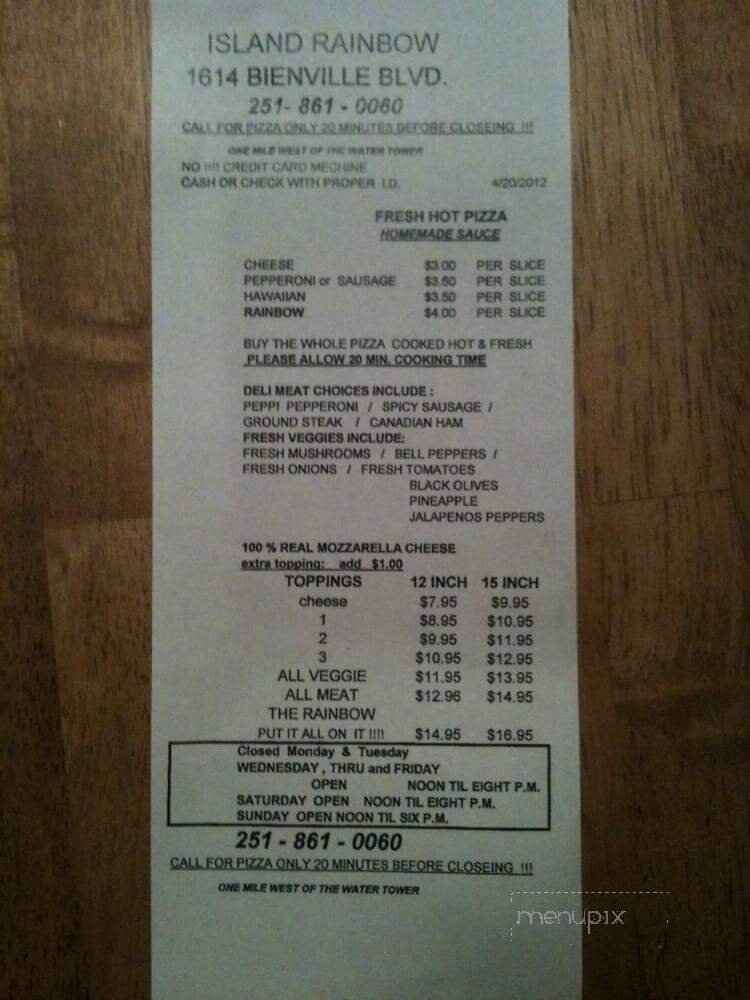 ISLAND RAINBOW
1614 BIENVILLE BLVD.
251- 861 - 0060
CALL FOR PIZZA ONLY 20 MINUTES BEFORE CLOSEING !!!
ONE MILE WEST OF THE WATER TOWER
NO !!!! CREDIT CARD MECHINE
CASH OR CHECK WITH PROPER I.D. 4/20/2012
FRESH HOT PIZZA
HOMEMADE SAUCE
CHEESE $3.00 PER SLICE
PEPPERONI or SAUSAGE $3.50 PER SLICE
HAWAIIAN $3.50 PER SLICE
RAINBOW $4.00 PER SLICE
BUY THE WHOLE PIZZA COOKED HOT & FRESH
PLEASE ALLOW 20 MIN. COOKING TIME
DELI MEAT CHOICES INCLUDE :
PEPPI PEPPERONI / SPICY SAUSAGE /
GROUND STEAK / CANADIAN HAM
FRESH VEGGIES INCLUDE:
FRESH MUSHROOMS / BELL PEPPERS /
FRESH ONIONS / FRESH TOMATOES
BLACK OLIVES
PINEAPPLE
JALAPENOS PEPPERS
100 % REAL MOZZARELLA CHEESE
extra topping: add $1.00
TOPPINGS 12 INCH 15 INCH
cheese $7.95 $9.95
1 $8.95 $10.95
2 $9.95 $11.95
3 $10.95 $12.95
ALL VEGGIE $11.95 $13.95
ALL MEAT $12.96 $14.95
THE RAINBOW
PUT IT ALL ON IT !!!! $14.95 $16.95
Closed Monday & Tuesday
WEDNESDAY , THRU and FRIDAY
OPEN NOON TIL EIGHT P.M.
SATURDAY OPEN NOON TIL EIGHT P.M.
SUNDAY OPEN NOON TIL SIX P.M.
251 - 861 - 0060
CALL FOR PIZZA ONLY 20 MINUTES BEFORE CLOSEING !!!
ONE MILE WEST OF THE WATER TOWER
menupix